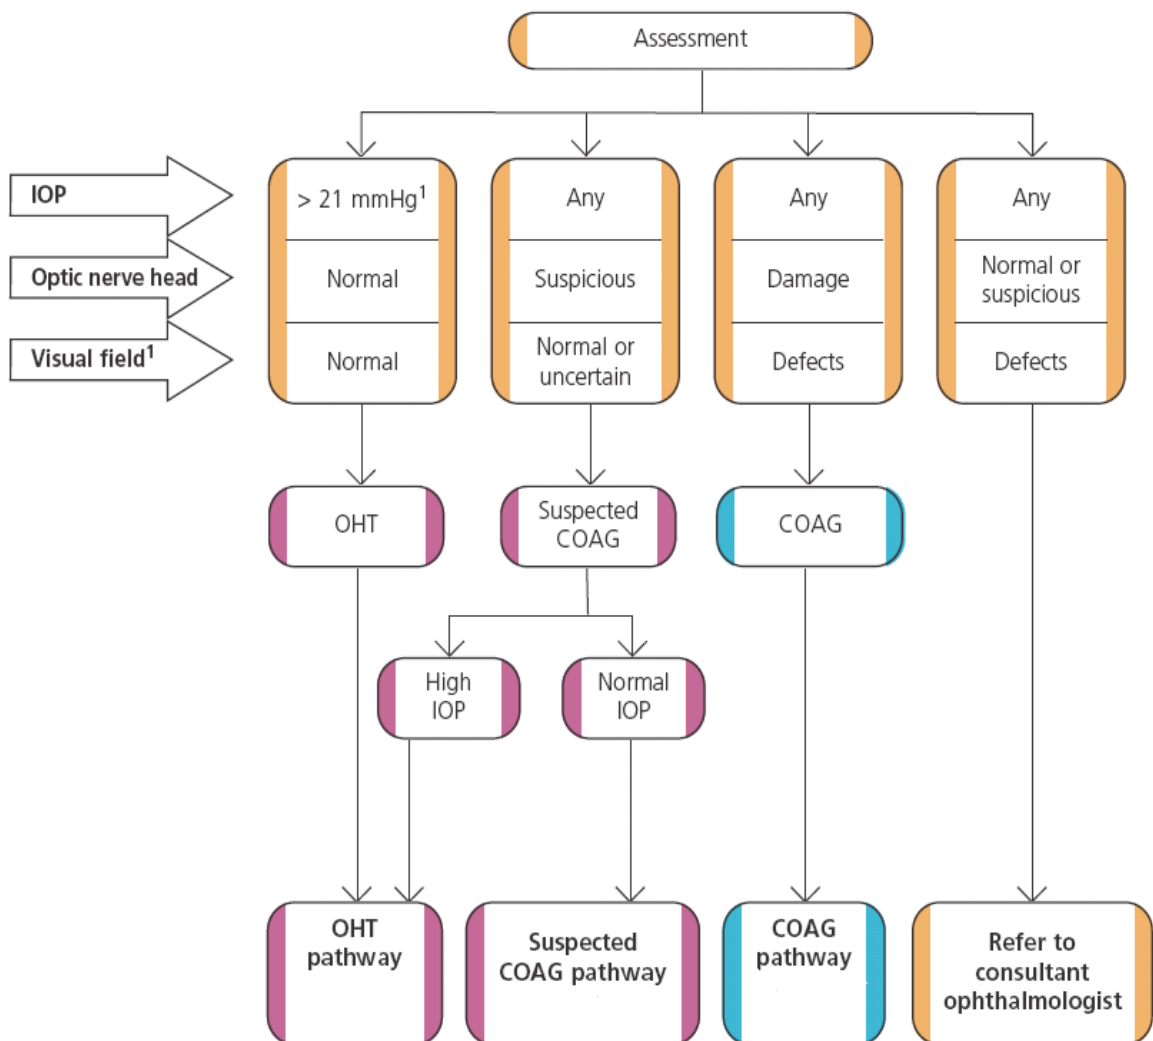 Assessment
IOP
> 21 mmHg¹
Any
Any
Any
Optic nerve head
Normal
Suspicious
Damage
Normal or
suspicious
Visual field¹
Normal
Normal or
uncertain
Defects
Defects
OHT
Suspected
COAG
COAG
High
IOP
Normal
IOP
OHT
pathway
Suspected
COAG pathway
COAG
pathway
Refer to
consultant
ophthalmologist